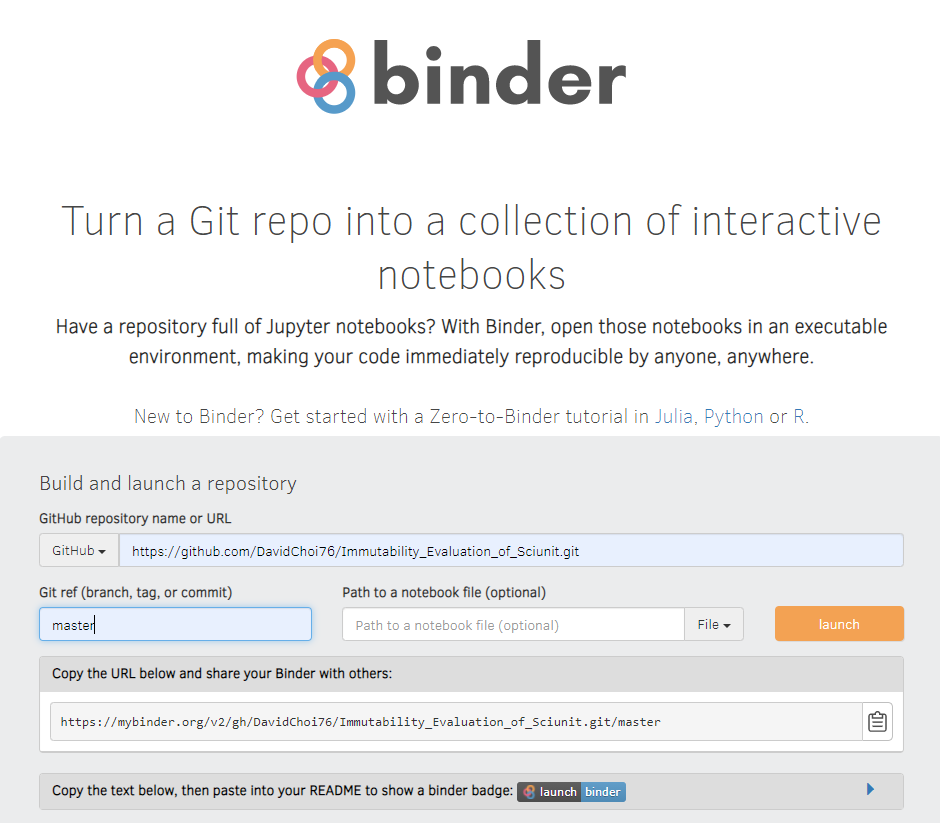 binder
Turn a Git repo into a collection of interactive
notebooks
Have a repository full of Jupyter notebooks? With Binder, open those notebooks in an executable
environment, making your code immediately reproducible by anyone, anywhere.
New to Binder? Get started with a Zero-to-Binder tutorial in Julia, Python or R.
Build and launch a repository
GitHub repository name or URL
GitHub https://github.com/DavidChoi76/Immutability_Evaluation_of_Sciunit.git
Git ref (branch, tag, or commit) Path to a notebook file (optional)
master Path to a notebook file (optional) File launch
Copy the URL below and share your Binder with others:
https://mybinder.org/v2/gh/DavidChoi76/Immutability_Evaluation_of_Sciunit.git/master
Copy the text below, then paste into your README to show a binder badge: launch binder